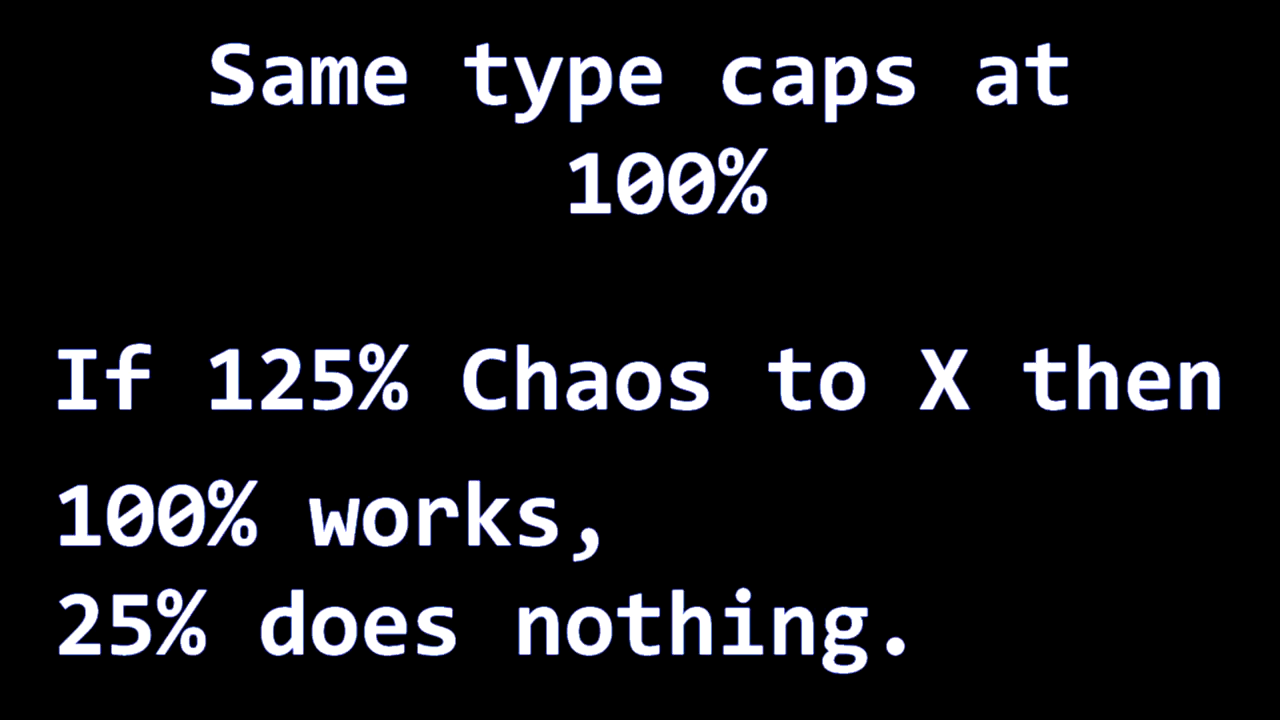 Same type caps at
100%
If 125% Chaos to X then
100% works,
25% does nothing.